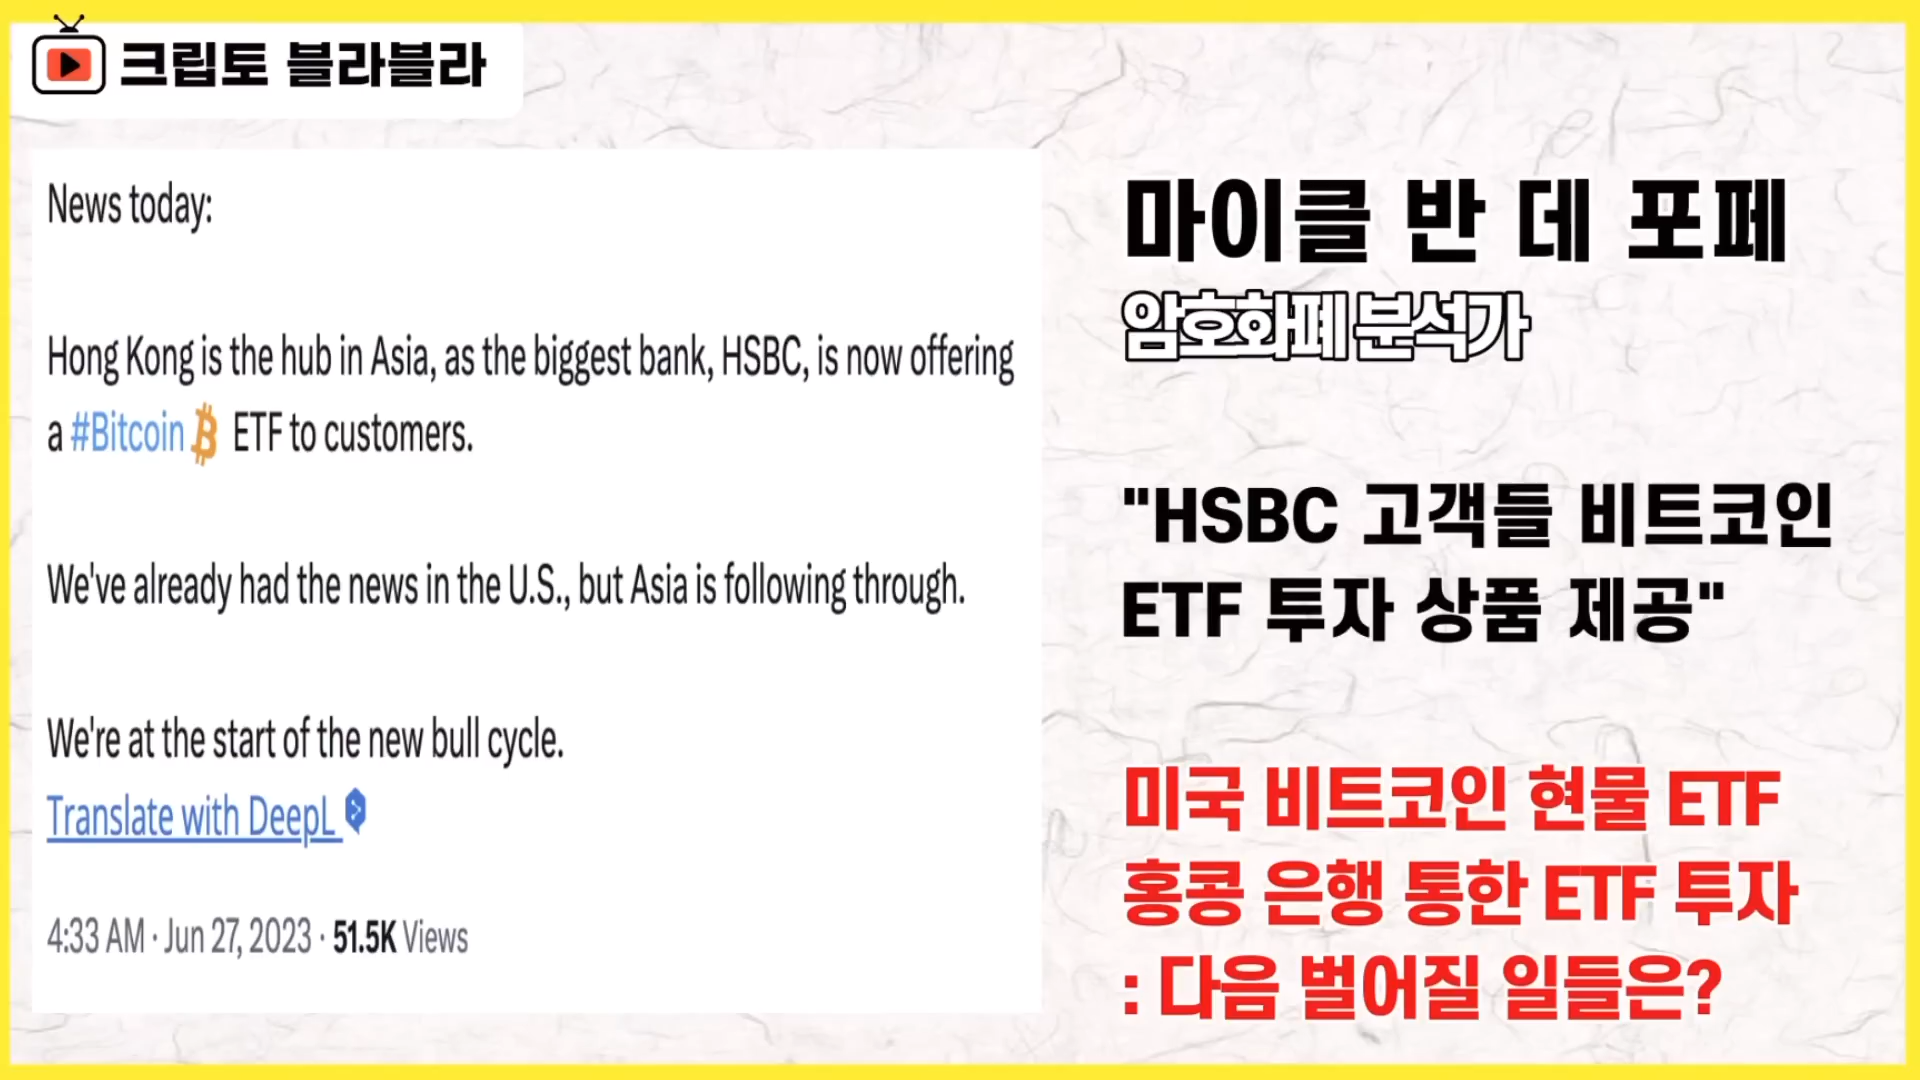 크립토 블라블라
News today:
Hong Kong is the hub in Asia, as the biggest bank, HSBC, is now offering
a #Bitcoin ETF to customers.
We've already had the news in the U.S., but Asia is following through.
We're at the start of the new bull cycle.
Translate with DeepL
4:33 AM · Jun 27, 2023 · 51.5K Views
마이클 반 데 포페
암호화폐 분석가
"HSBC 고객들 비트코인
ETF 투자 상품 제공"
미국 비트코인 현물 ETF
홍콩 은행 통한 ETF 투자
: 다음 벌어질 일들은?